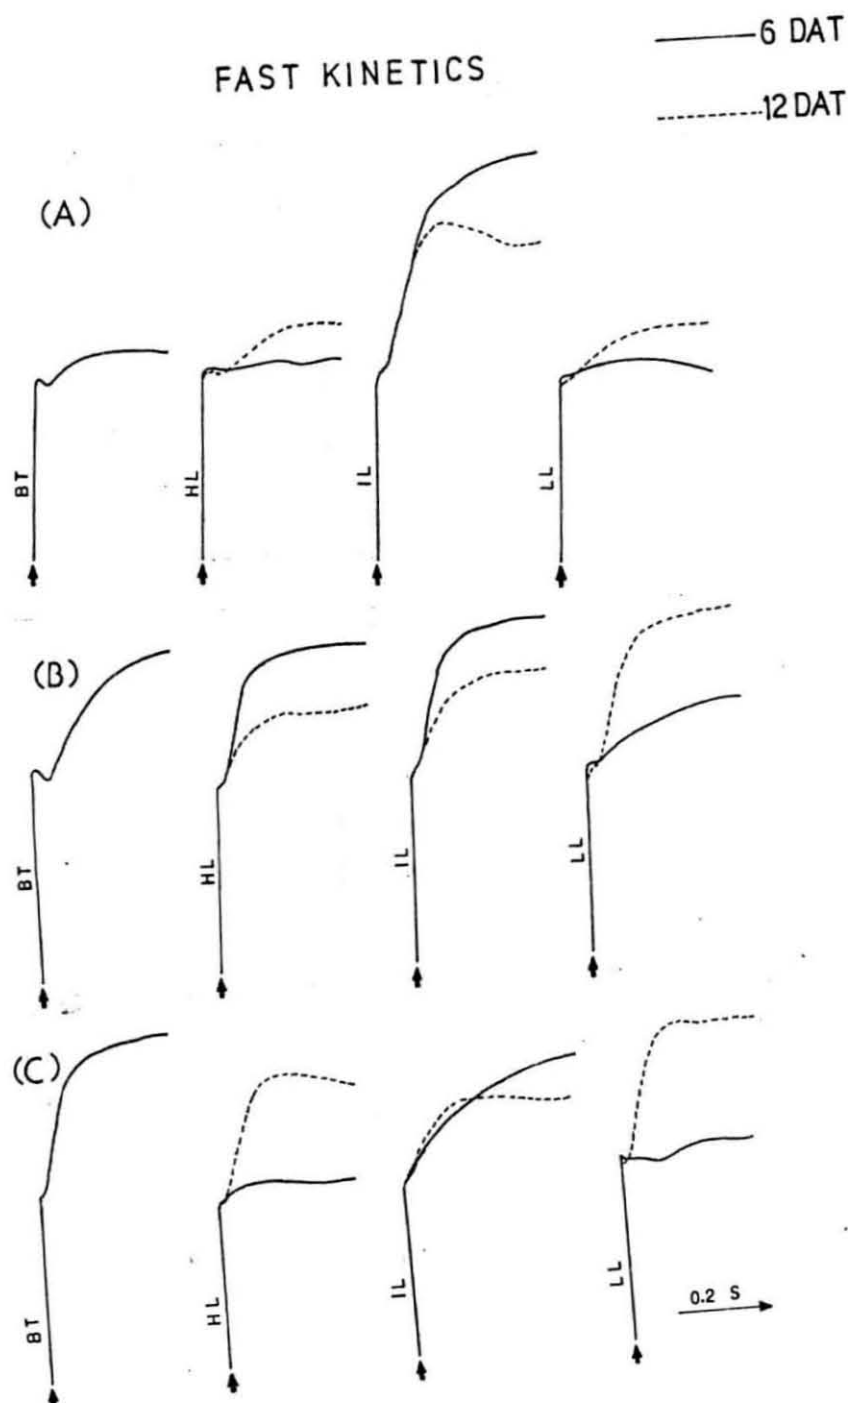 FAST KINETICS
6 DAT
12 DAT
(A)
BT
HL
IL
LL
(B)
BT
HL
IL
LL
(C)
BT
HL
IL
LL
0.2 S